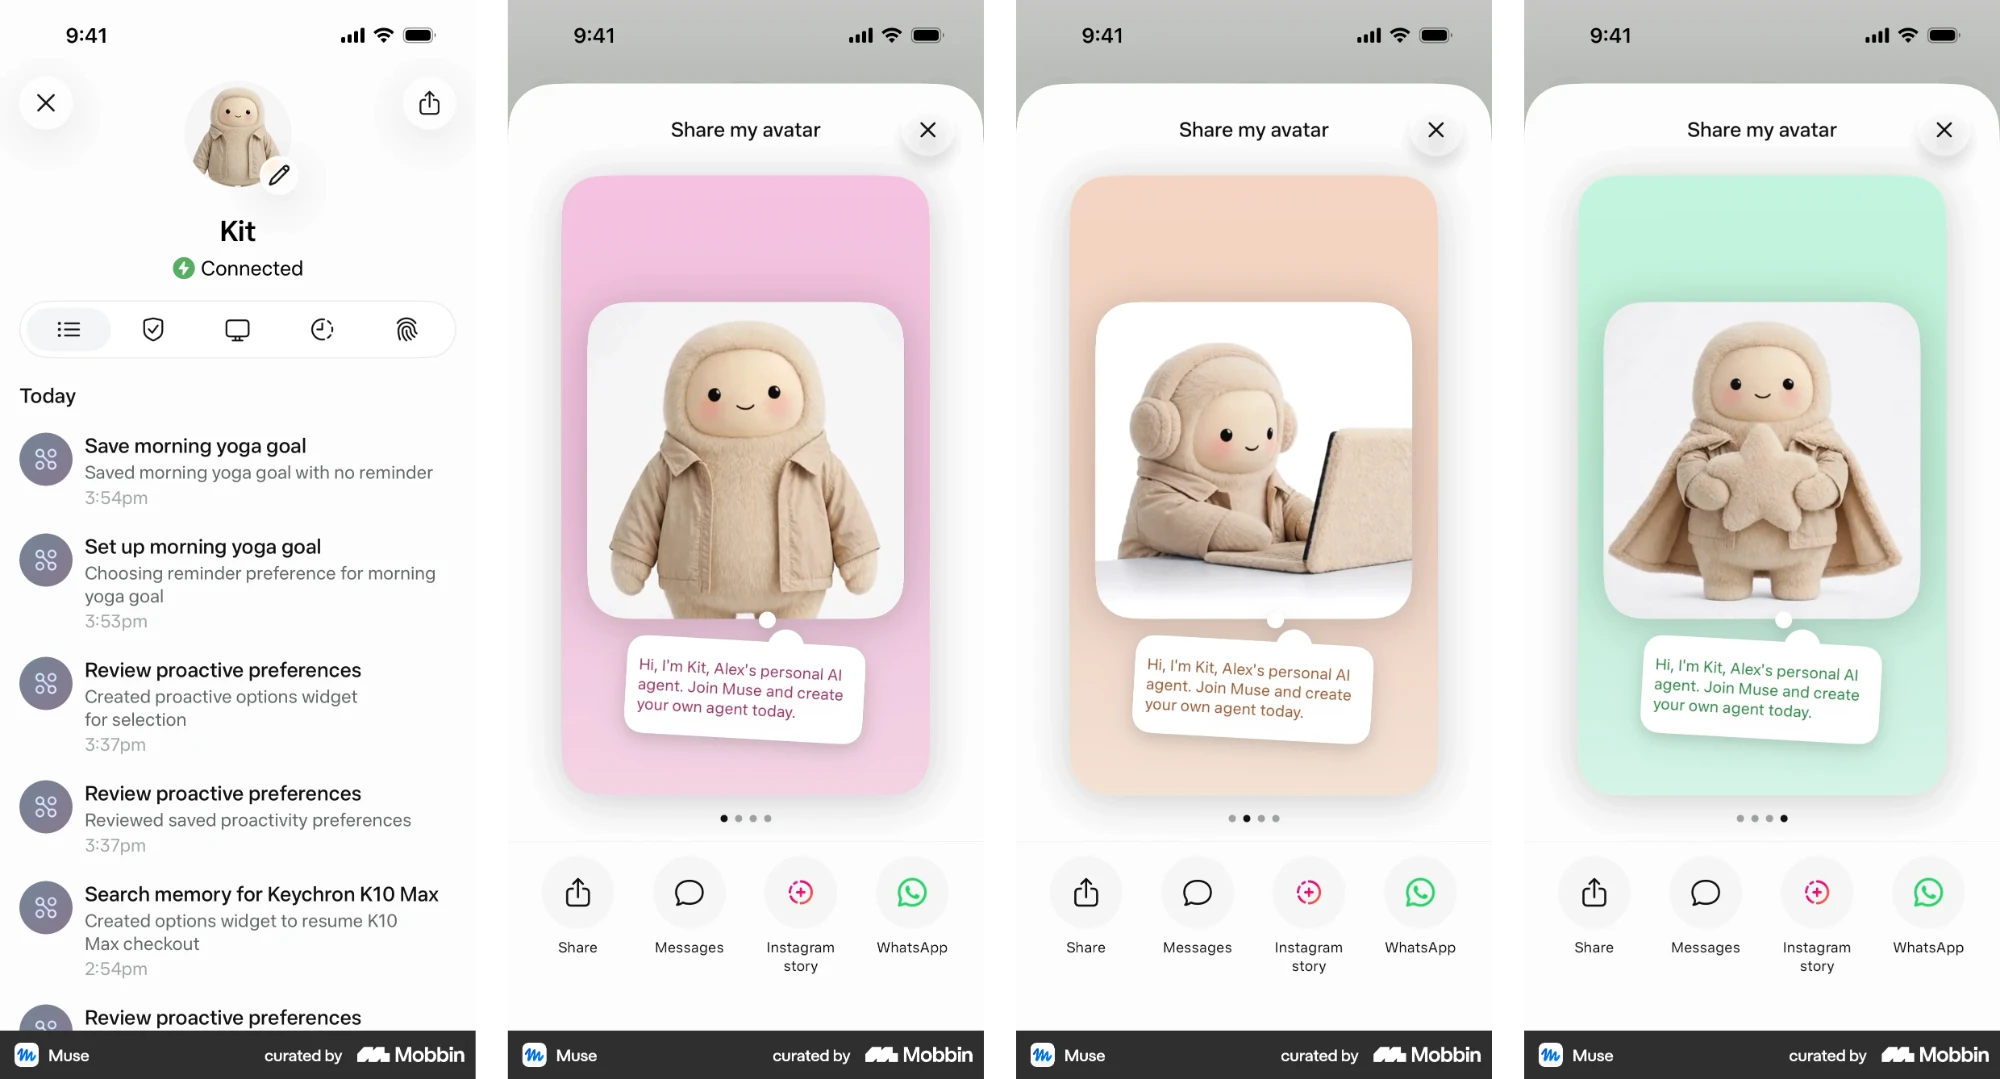 9:41
Kit
Connected
Today
Save morning yoga goal
Saved morning yoga goal with no reminder
3:54pm
Set up morning yoga goal
Choosing reminder preference for morning
yoga goal
3:53pm
Review proactive preferences
Created proactive options widget
for selection
3:37pm
Review proactive preferences
Reviewed saved proactivity preferences
3:37pm
Search memory for Keychron K10 Max
Created options widget to resume K10
Max checkout
2:54pm
Review proactive preferences
Muse
curated by Mobbin
9:41
Share my avatar
Hi, I'm Kit, Alex's personal AI
agent. Join Muse and create
your own agent today.
Share
Messages
Instagram
story
WhatsApp
Muse
curated by Mobbin
9:41
Share my avatar
Hi, I'm Kit, Alex's personal AI
agent. Join Muse and create
your own agent today.
Share
Messages
Instagram
story
WhatsApp
Muse
curated by Mobbin
9:41
Share my avatar
Hi, I'm Kit, Alex's personal AI
agent. Join Muse and create
your own agent today.
Share
Messages
Instagram
story
WhatsApp
Muse
curated by Mobbin